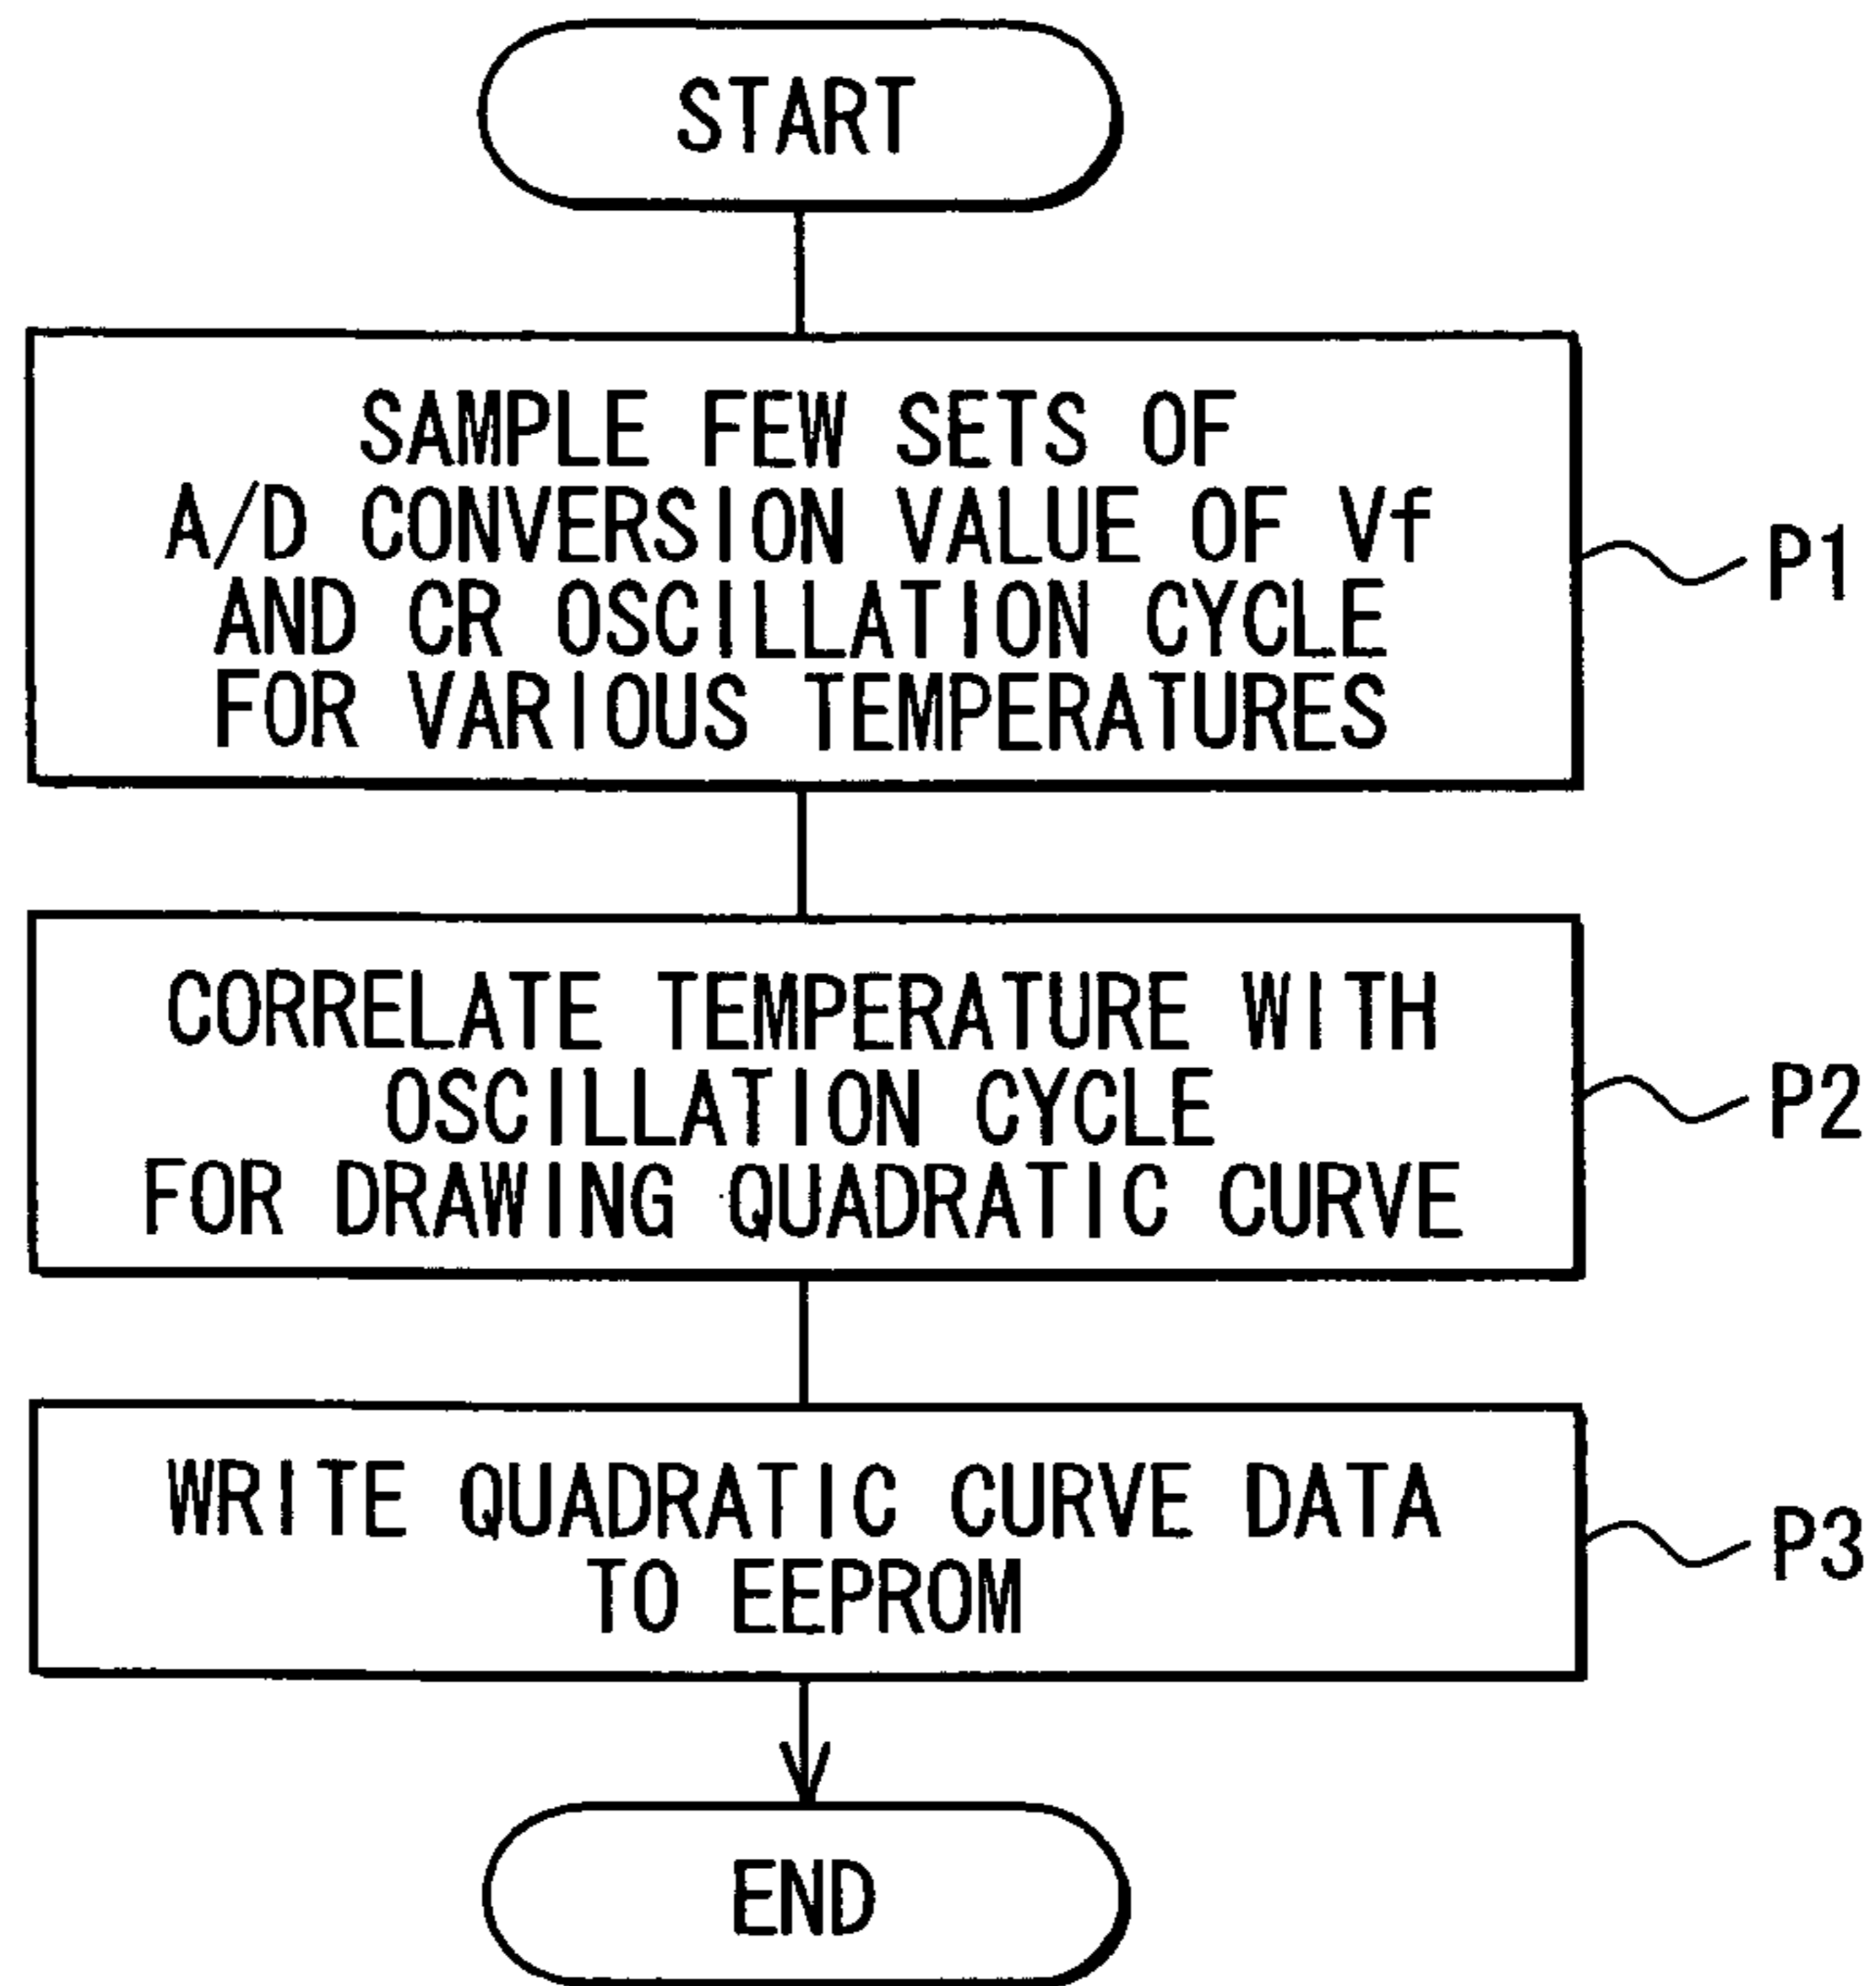 START
SAMPLE FEW SETS OF
A/D CONVERSION VALUE OF Vf
AND CR OSCILLATION CYCLE
FOR VARIOUS TEMPERATURES
P1
CORRELATE TEMPERATURE WITH
OSCILLATION CYCLE
FOR DRAWING QUADRATIC CURVE
P2
WRITE QUADRATIC CURVE DATA
TO EEPROM
P3
END